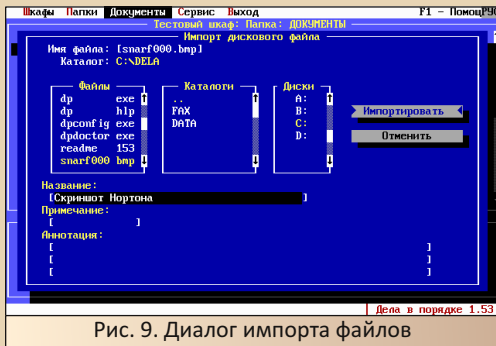 Шкафы Папки Документы Сервис Выход F1 - Помощь
Тестовый шкаф: Папка: ДОКУМЕНТЫ
Импорт дискового файла
Имя файла: [snarf000.bmp]
Каталог: C:\DELA
Файлы Каталоги Диски
dp exe .. A:
dp hlp FAX B:
dpconfig exe DATA C:
dpdoctor exe D:
readme 153
snarf000 bmp
Импортировать
Отменить
Название:
[Скриншот Нортона ]
Примечание:
[ ]
Аннотация:
[ ]
[ ]
[ ]
Дела в порядке 1.53
Рис. 9. Диалог импорта файлов